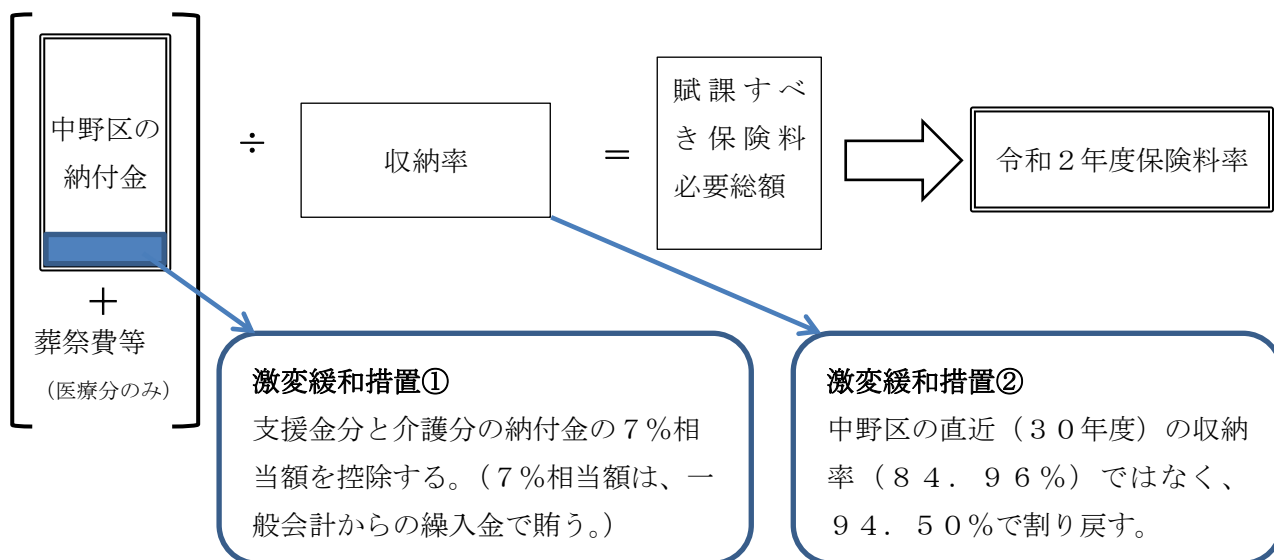 中野区の
納付金
＋
葬祭費等
（医療分のみ）
÷
収納率
＝
賦課すべ
き保険料
必要総額
令和２年度保険料率
激変緩和措置①
支援金分と介護分の納付金の７％相
当額を控除する。（７％相当額は、一
般会計からの繰入金で賄う。）
激変緩和措置②
中野区の直近（３０年度）の収納
率（８４．９６％）ではなく、
９４．５０％で割り戻す。